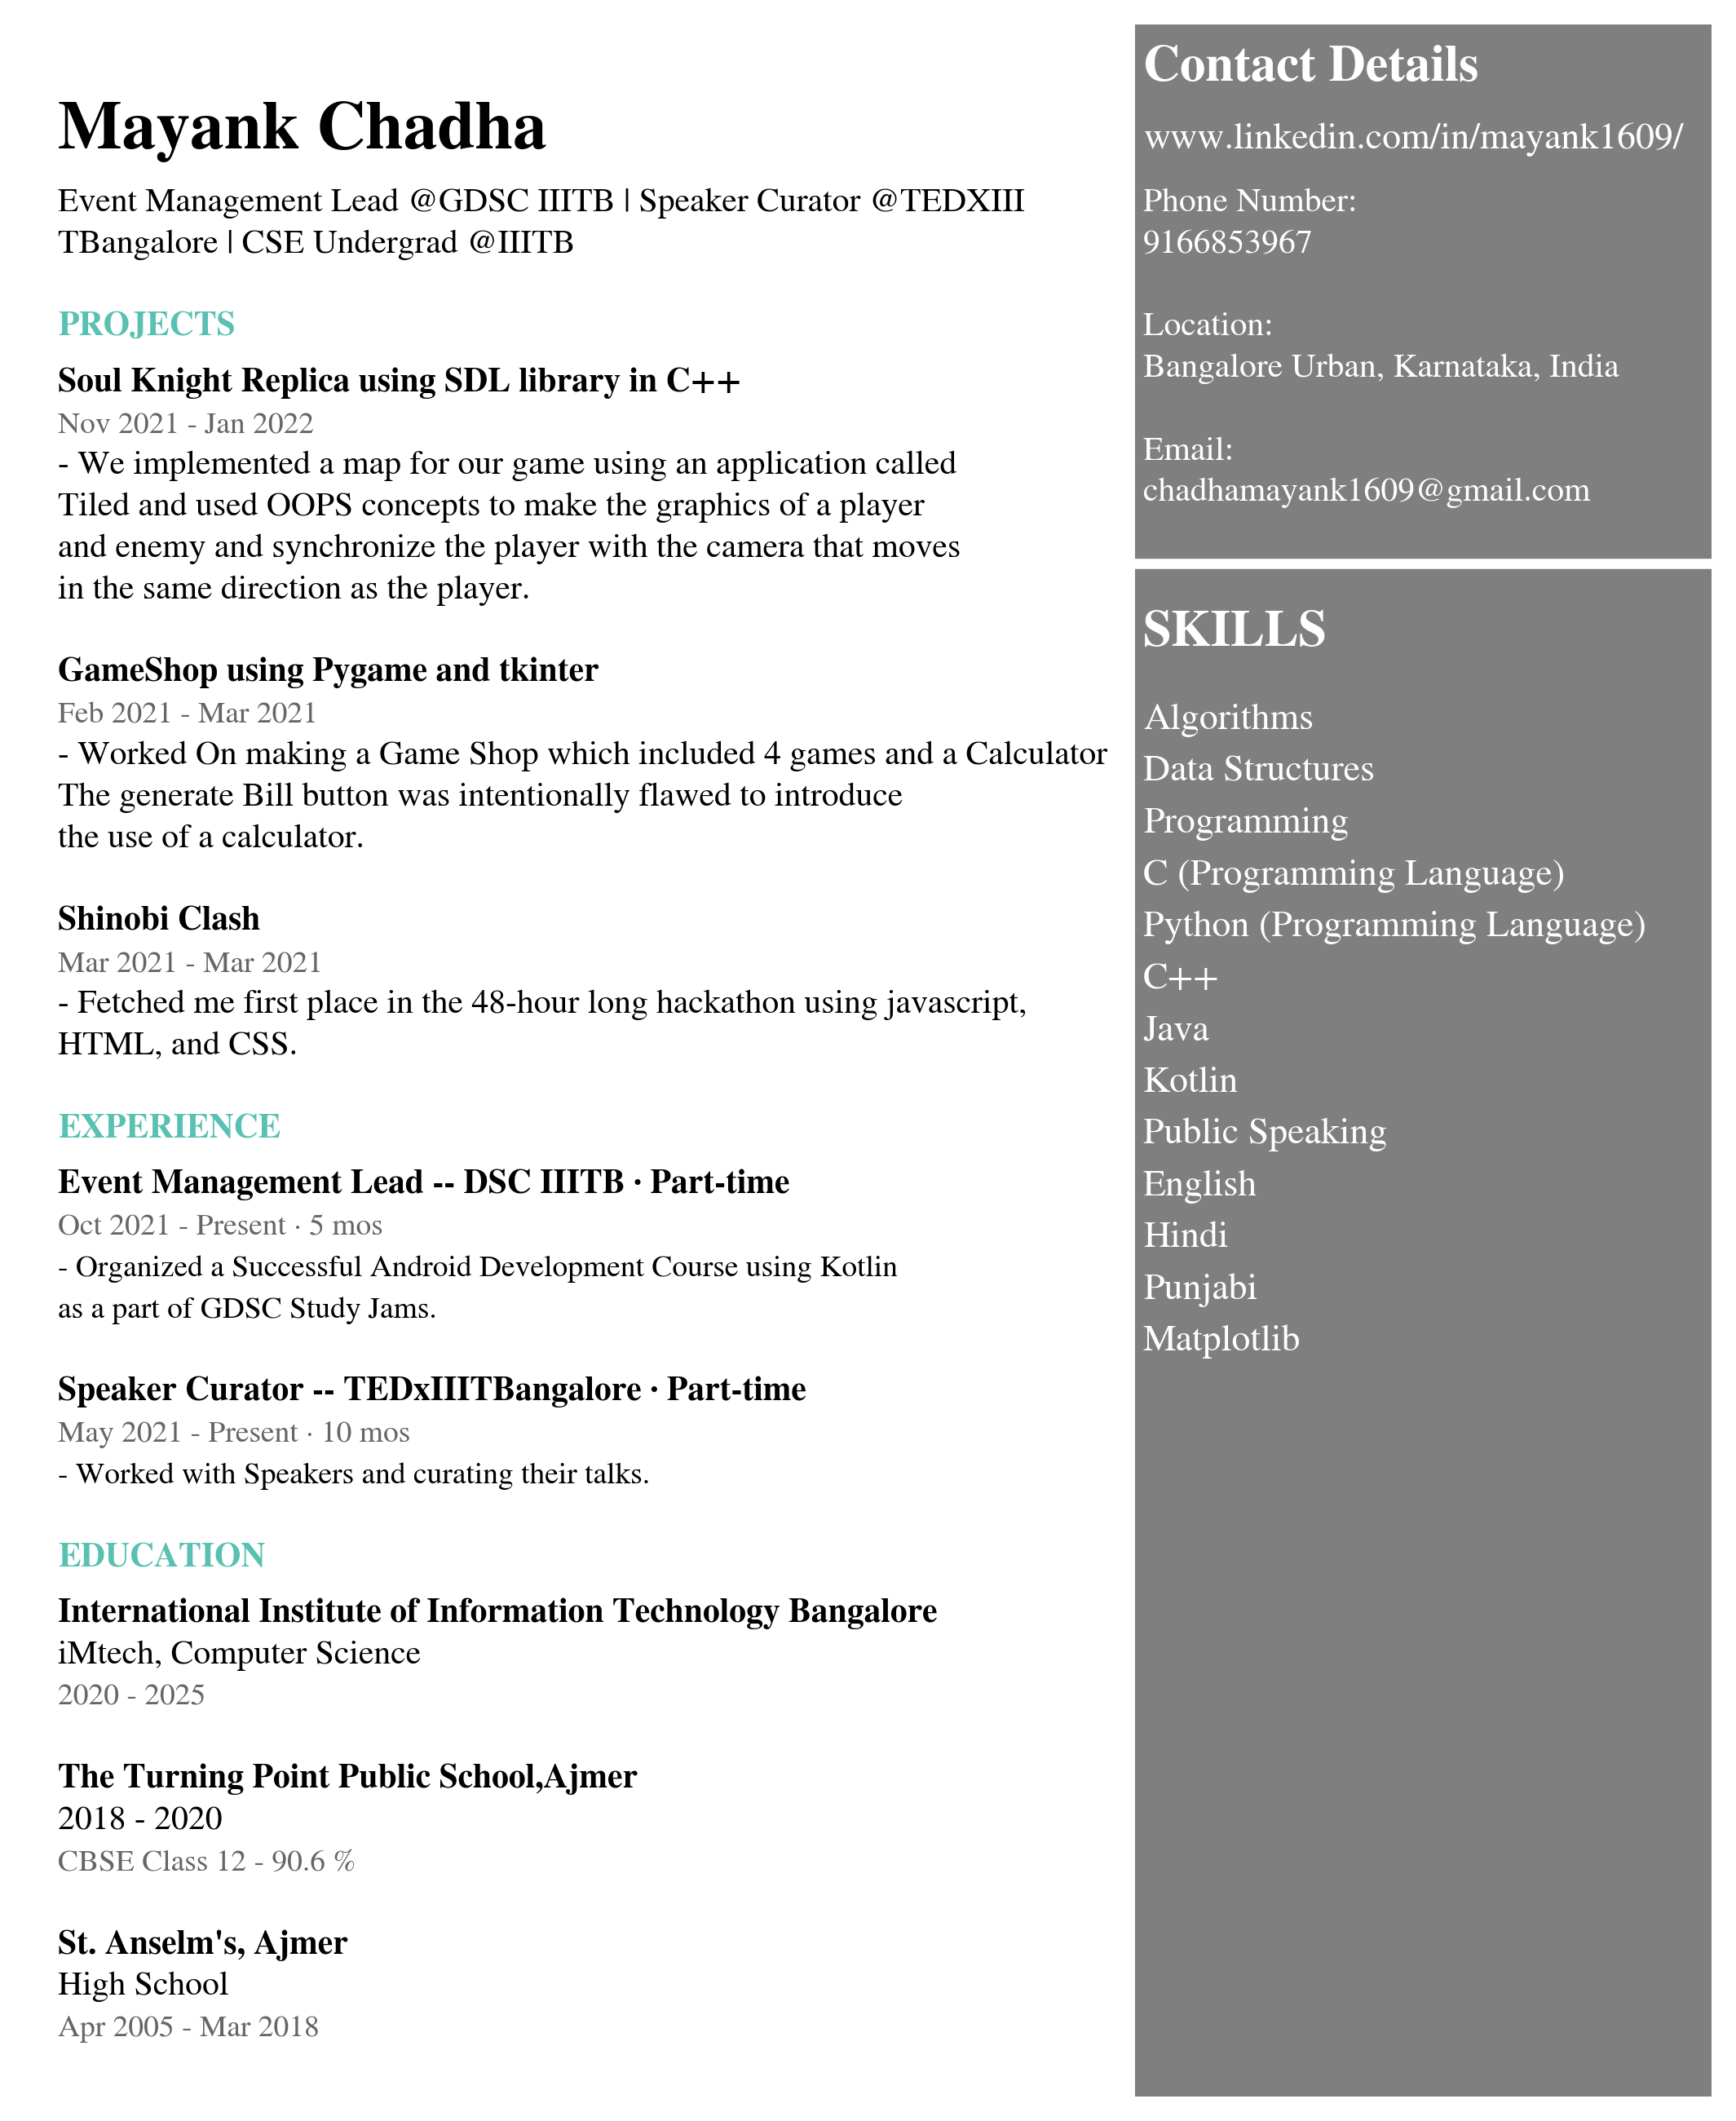 Mayank Chadha
Event Management Lead @GDSC IIITB | Speaker Curator @TEDXIII
TBangalore | CSE Undergrad @IIITB
PROJECTS
Soul Knight Replica using SDL library in C++
Nov 2021 - Jan 2022
- We implemented a map for our game using an application called
Tiled and used OOPS concepts to make the graphics of a player
and enemy and synchronize the player with the camera that moves
in the same direction as the player.
GameShop using Pygame and tkinter
Feb 2021 - Mar 2021
- Worked On making a Game Shop which included 4 games and a Calculator
The generate Bill button was intentionally flawed to introduce
the use of a calculator.
Shinobi Clash
Mar 2021 - Mar 2021
- Fetched me first place in the 48-hour long hackathon using javascript,
HTML, and CSS.
EXPERIENCE
Event Management Lead -- DSC IIITB · Part-time
Oct 2021 - Present · 5 mos
- Organized a Successful Android Development Course using Kotlin
as a part of GDSC Study Jams.
Speaker Curator -- TEDxIIITBangalore · Part-time
May 2021 - Present · 10 mos
- Worked with Speakers and curating their talks.
EDUCATION
International Institute of Information Technology Bangalore
iMtech, Computer Science
2020 - 2025
The Turning Point Public School,Ajmer
2018 - 2020
CBSE Class 12 - 90.6 %
St. Anselm's, Ajmer
High School
Apr 2005 - Mar 2018
Contact Details
www.linkedin.com/in/mayank1609/
Phone Number:
9166853967
Location:
Bangalore Urban, Karnataka, India
Email:
chadhamayank1609@gmail.com
SKILLS
Algorithms
Data Structures
Programming
C (Programming Language)
Python (Programming Language)
C++
Java
Kotlin
Public Speaking
English
Hindi
Punjabi
Matplotlib